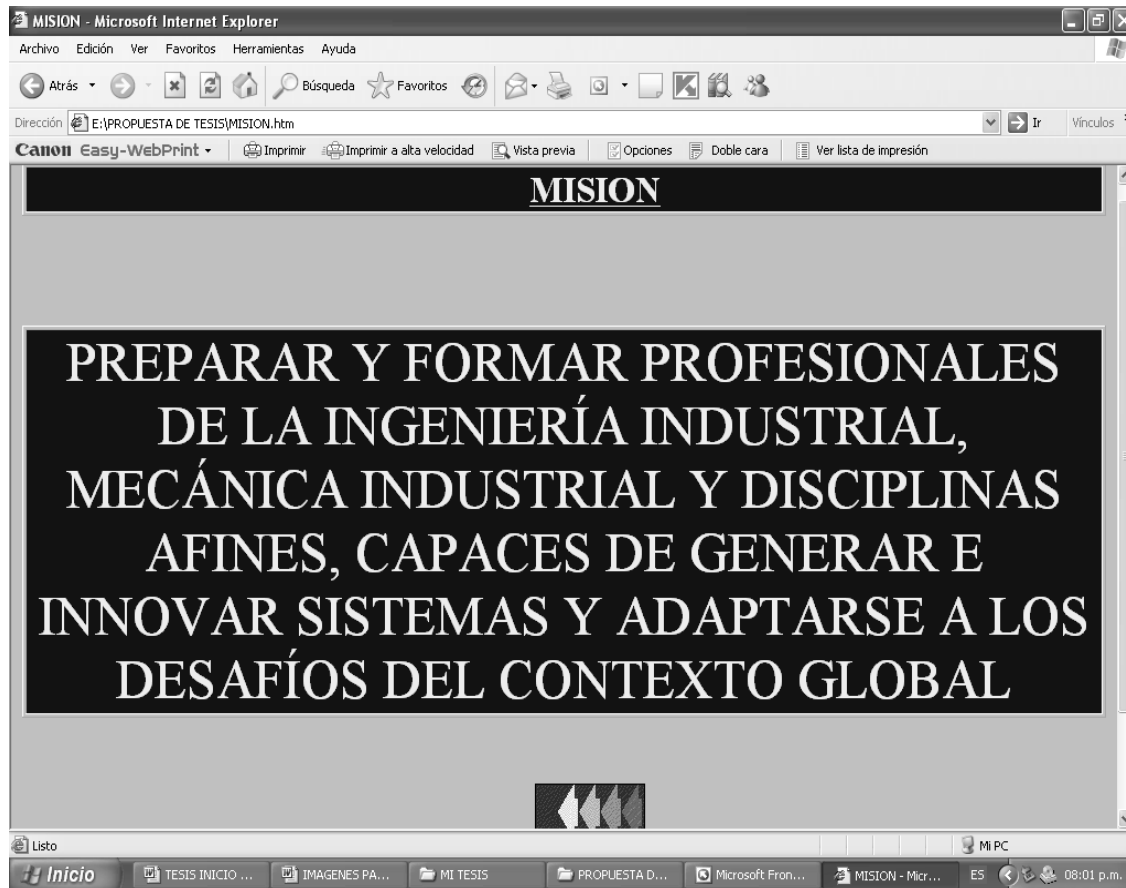 MISION - Microsoft Internet Explorer
Archivo Edición Ver Favoritos Herramientas Ayuda
Atrás Búsqueda Favoritos
Dirección E:\PROPUESTA DE TESIS\MISION.htm Ir Vínculos
Canon Easy-WebPrint Imprimir Imprimir a alta velocidad Vista previa Opciones Doble cara Ver lista de impresión
MISION
PREPARAR Y FORMAR PROFESIONALES
DE LA INGENIERÍA INDUSTRIAL,
MECÁNICA INDUSTRIAL Y DISCIPLINAS
AFINES, CAPACES DE GENERAR E
INNOVAR SISTEMAS Y ADAPTARSE A LOS
DESAFÍOS DEL CONTEXTO GLOBAL
Listo Mi PC
Inicio TESIS INICIO ... IMAGENES PA... MI TESIS PROPUESTA D... Microsoft Fron... MISION - Micr... ES 08:01 p.m.